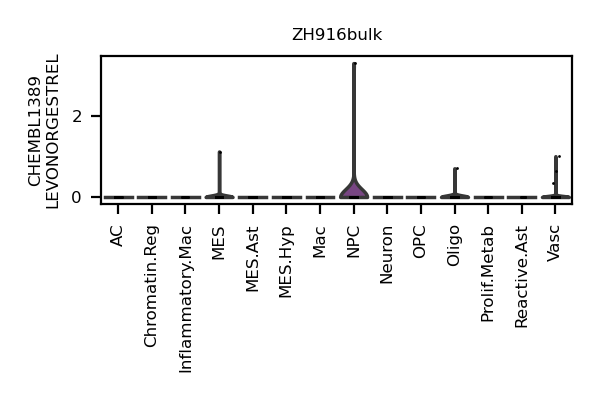 ZH916bulk
CHEMBL1389
LEVONORGESTREL
2
0
AC
Chromatin.Reg
Inflammatory.Mac
MES
MES.Ast
MES.Hyp
Mac
NPC
Neuron
OPC
Oligo
Prolif.Metab
Reactive.Ast
Vasc